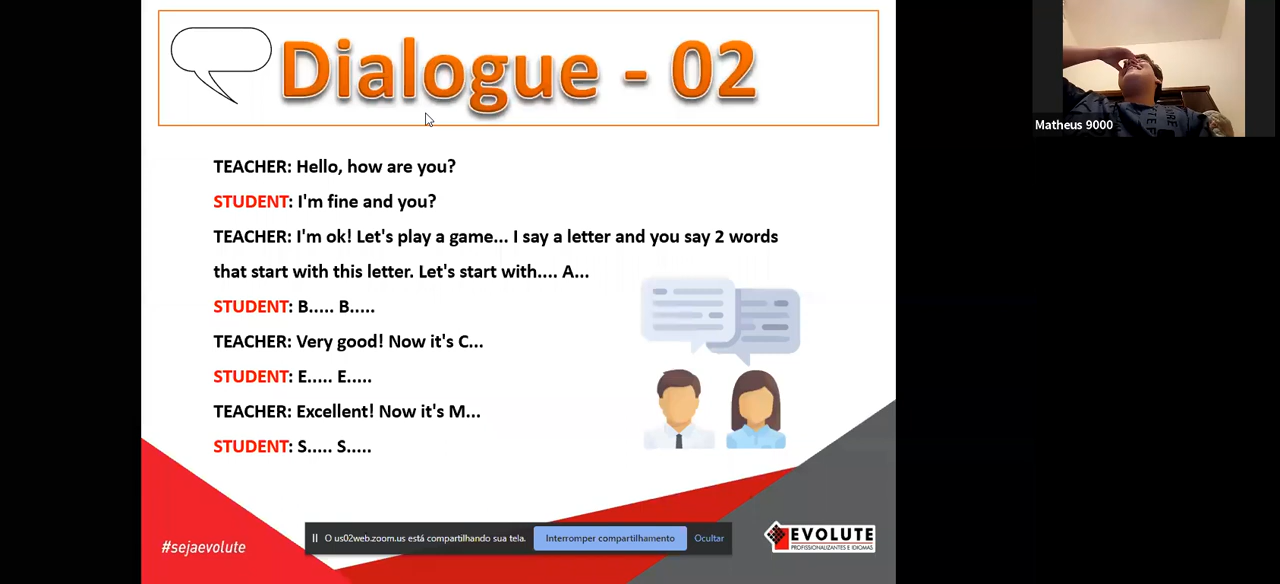 Dialogue - 02
Matheus 9000
TEACHER: Hello, how are you?
STUDENT: I'm fine and you?
TEACHER: I'm ok! Let's play a game... I say a letter and you say 2 words
that start with this letter. Let's start with.... A...
STUDENT: B..... B.....
TEACHER: Very good! Now it's C...
STUDENT: E..... E.....
TEACHER: Excellent! Now it's M...
STUDENT: S..... S.....
O us02web.zoom.us está compartilhando sua tela. Interromper compartilhamento Ocultar
#sejaevolute
EVOLUTE
PROFISSIONALIZANTES E IDIOMAS